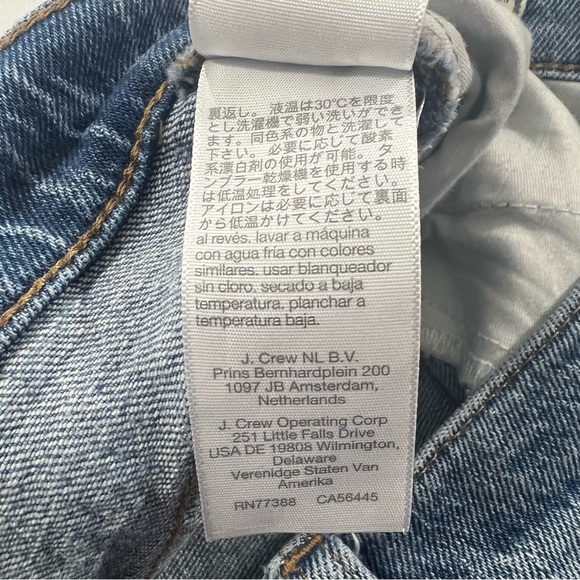 裏返し。液温は30℃を限度
とし洗濯機で弱い洗いができ
ます。同色系の物と洗濯して
下さい。必要に応じて酸素
系漂白剤の使用が可能。タ
ンブラー乾燥機を使用する時
は低温処理をしてください。
アイロンは必要に応じて裏面
から低温かけてください。
al revés. lavar a máquina
con agua fría con colores
similares. usar blanqueador
sin cloro. secado a baja
temperatura. planchar a
temperatura baja.
J. Crew NL B.V.
Prins Bernhardplein 200
1097 JB Amsterdam,
Netherlands
J. Crew Operating Corp
251 Little Falls Drive
USA DE 19808 Wilmington,
Delaware
Verenidge Staten Van
Amerika
RN77388 CA56445